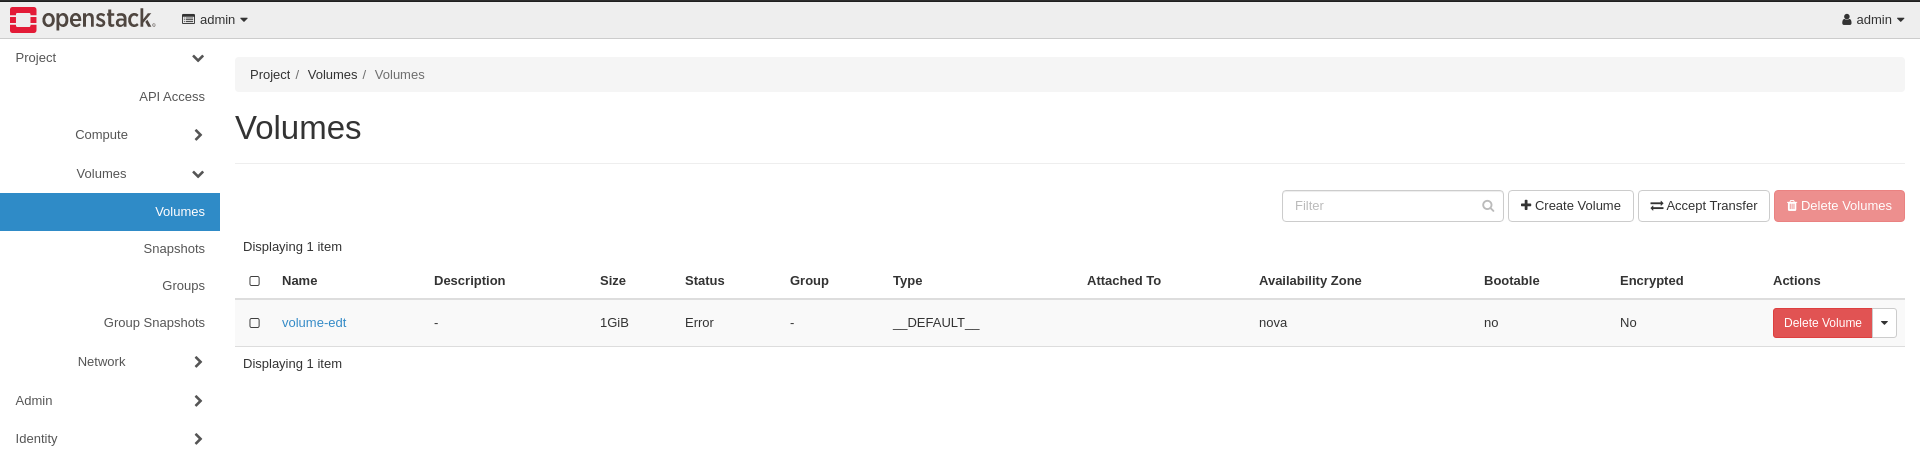 openstack. admin admin
Project
API Access
Compute
Volumes
Volumes
Snapshots
Groups
Group Snapshots
Network
Admin
Identity
Project / Volumes / Volumes
Volumes
Filter Create Volume Accept Transfer Delete Volumes
Displaying 1 item
Name Description Size Status Group Type Attached To Availability Zone Bootable Encrypted Actions
volume-edt - 1GiB Error - __DEFAULT__ nova no No Delete Volume
Displaying 1 item